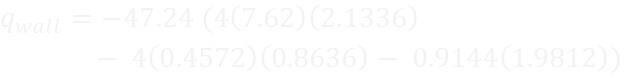 q_{wall} = −47.24 (4(7.62)(2.1336)
− 4(0.4572)(0.8636) − 0.9144(1.9812))